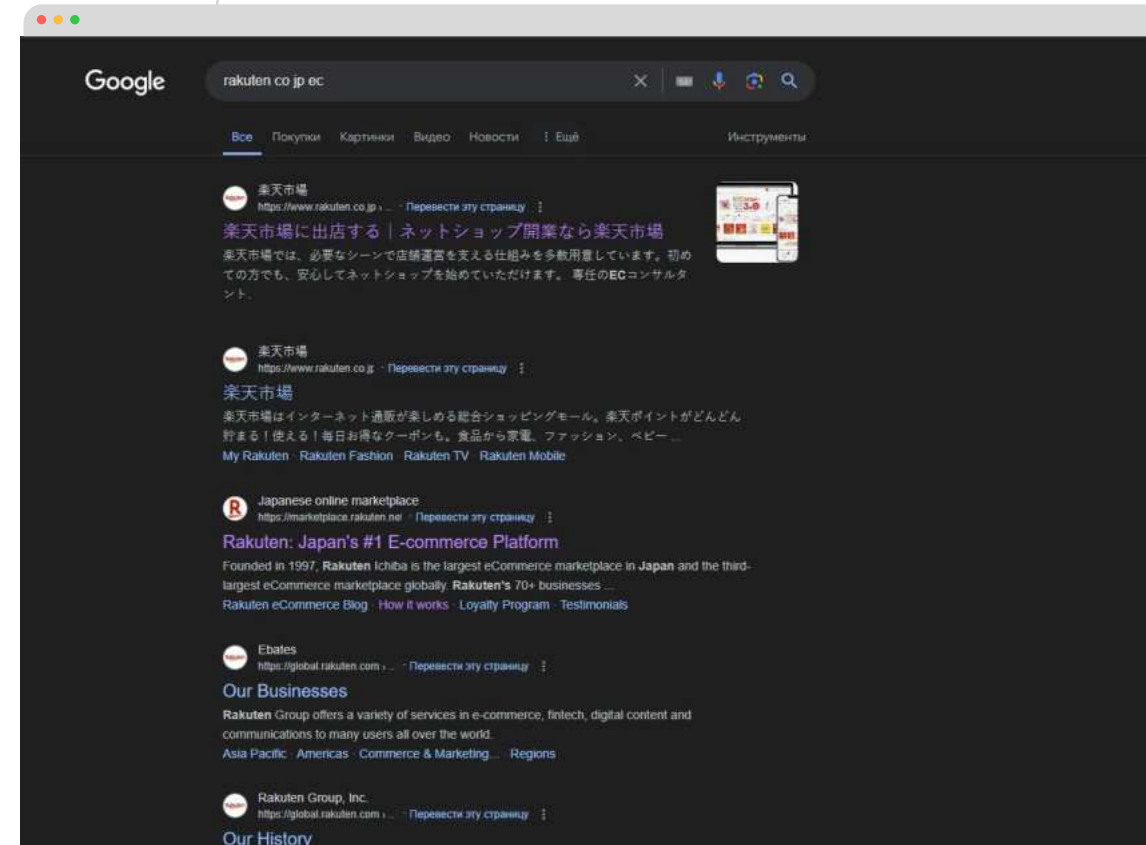 Google
rakuten co jp ec
Все Покупки Картинки Видео Новости ⋮ Ещё Инструменты
楽天市場
https://www.rakuten.co.jp › ... · Перевести эту страницу
楽天市場に出店する | ネットショップ開業なら楽天市場
楽天市場では、必要なシーンで店舗運営を支える仕組みを多数用意しています。初め
ての方でも、安心してネットショップを始めていただけます。 専任のECコンサルタ
ント.
楽天市場
https://www.rakuten.co.jp · Перевести эту страницу
楽天市場
楽天市場はインターネット通販が楽しめる総合ショッピングモール。楽天ポイントがどんどん
貯まる！使える！毎日お得なクーポンも。食品から家電、ファッション、ベビー ...
My Rakuten · Rakuten Fashion · Rakuten TV · Rakuten Mobile
R
Japanese online marketplace
https://marketplace.rakuten.net · Перевести эту страницу
Rakuten: Japan's #1 E-commerce Platform
Founded in 1997, Rakuten Ichiba is the largest eCommerce marketplace in Japan and the third-
largest eCommerce marketplace globally. Rakuten's 70+ businesses ...
Rakuten eCommerce Blog · How it works · Loyalty Program · Testimonials
Ebates
https://global.rakuten.com › ... · Перевести эту страницу
Our Businesses
Rakuten Group offers a variety of services in e-commerce, fintech, digital content and
communications to many users all over the world.
Asia Pacific · Americas · Commerce & Marketing... · Regions
Rakuten Group, Inc.
https://global.rakuten.com › ... · Перевести эту страницу
Our History